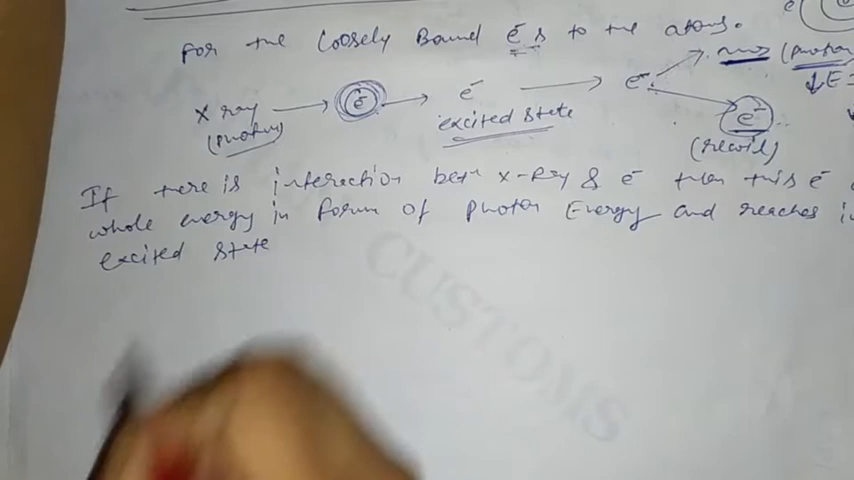 For the Loosely Bound e⁻s to the atoms.
X ray e⁻ e⁻ e⁻ (photon
(photon) excited state ↓E=
e⁻
(recoil)
If there is interaction betⁿ x-Ray & e⁻ then this e⁻
whole energy in form of photon Energy and reaches in
excited state
CUSTOMS